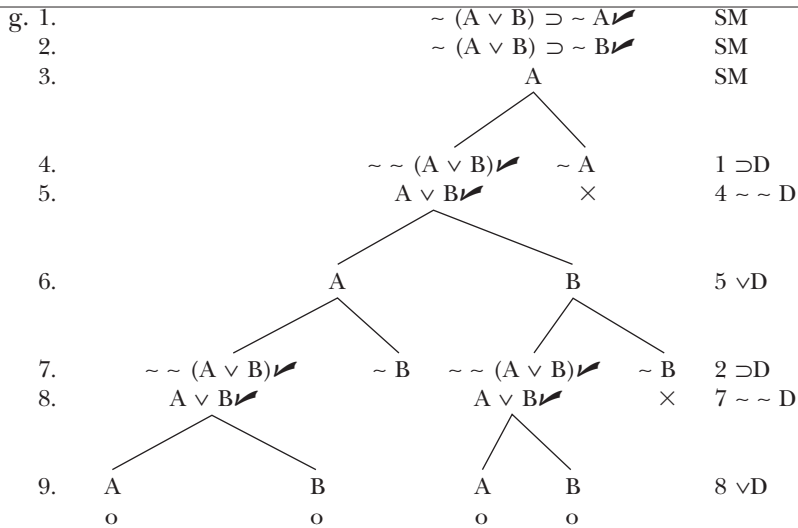 g. 1. ~ (A ∨ B) ⊃ ~ A✔ SM
2. ~ (A ∨ B) ⊃ ~ B✔ SM
3. A SM
4. ~ ~ (A ∨ B)✔ ~ A 1 ⊃D
5. A ∨ B✔ × 4 ~ ~ D
6. A B 5 ∨D
7. ~ ~ (A ∨ B)✔ ~ B ~ ~ (A ∨ B)✔ ~ B 2 ⊃D
8. A ∨ B✔ A ∨ B✔ × 7 ~ ~ D
9. A B A B 8 ∨D
o o o o